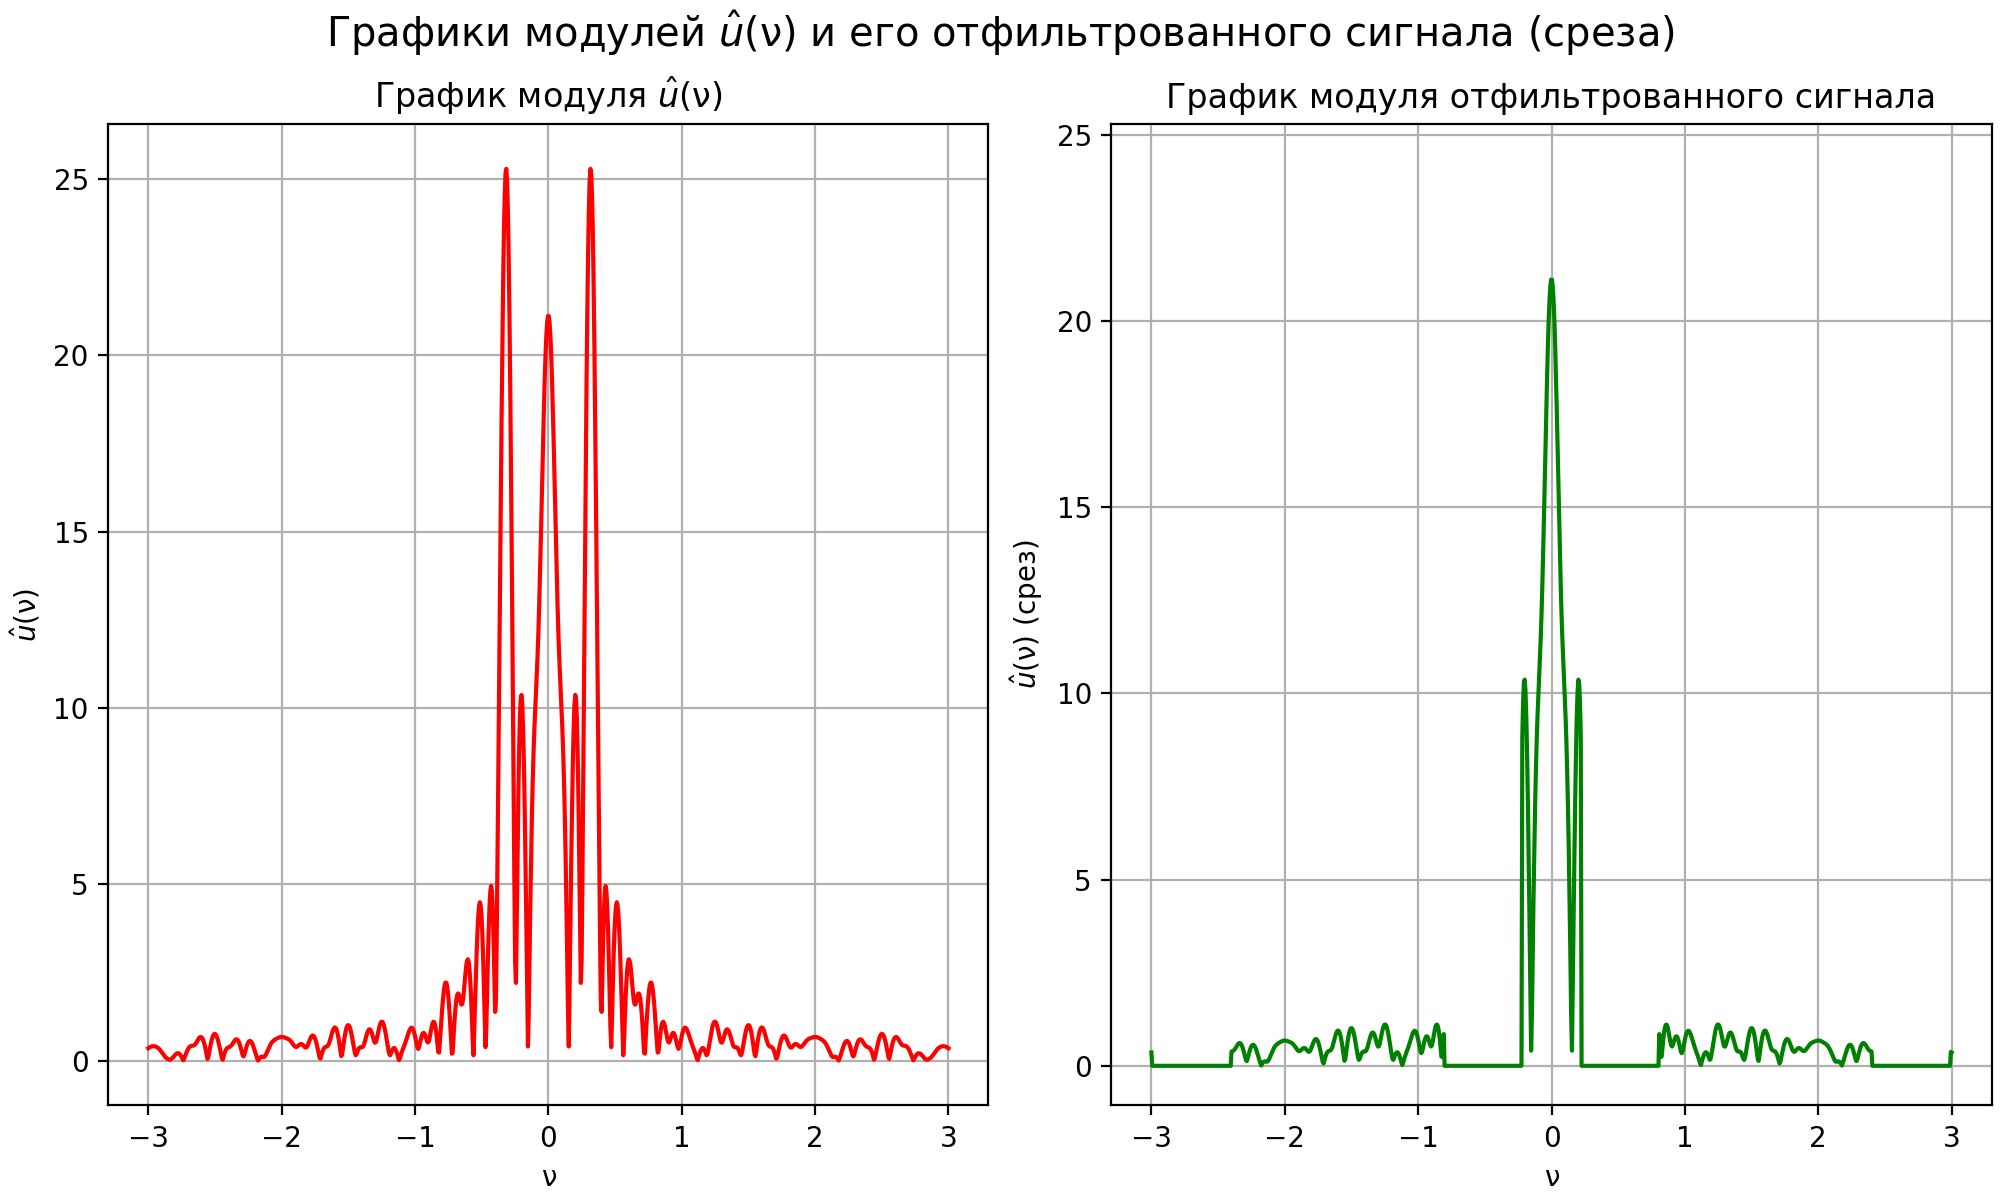 Графики модулей û(ν) и его отфильтрованного сигнала (среза)
График модуля û(ν)
25
20
15
10
5
0
û(ν)
−3 −2 −1 0 1 2 3
ν
График модуля отфильтрованного сигнала
25
20
15
10
5
0
û(ν) (срез)
−3 −2 −1 0 1 2 3
ν